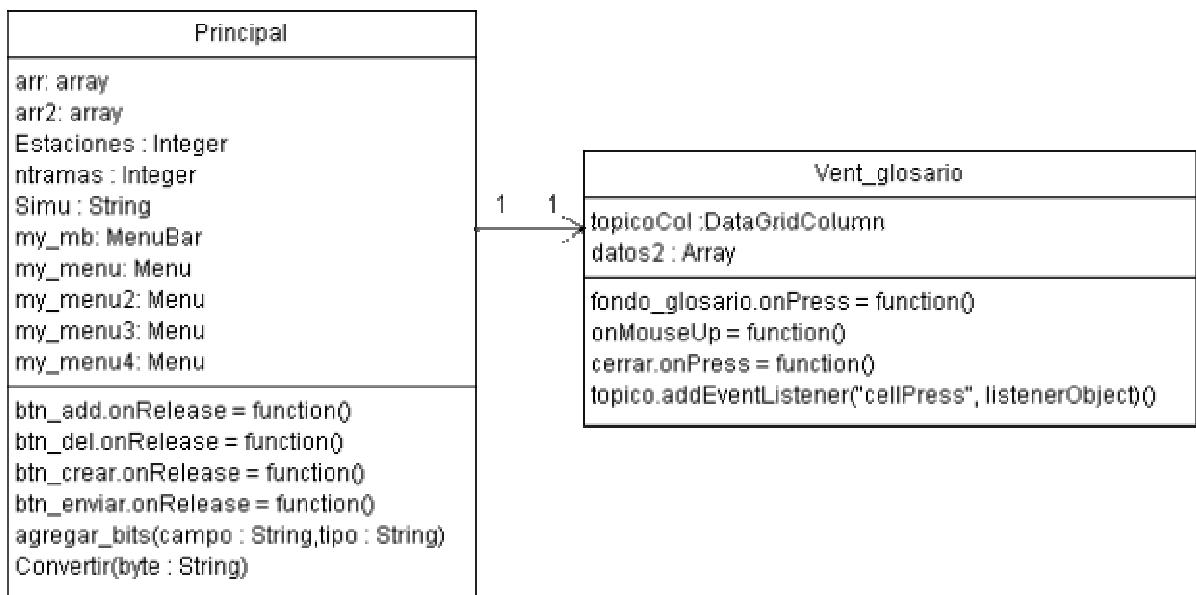 Principal
arr: array
arr2: array
Estaciones : Integer
ntramas : Integer
Simu : String
my_mb: MenuBar
my_menu: Menu
my_menu2: Menu
my_menu3: Menu
my_menu4: Menu
btn_add.onRelease = function()
btn_del.onRelease = function()
btn_crear.onRelease = function()
btn_enviar.onRelease = function()
agregar_bits(campo : String,tipo : String)
Convertir(byte : String)
1 1
Vent_glosario
topicoCol :DataGridColumn
datos2 : Array
fondo_glosario.onPress = function()
onMouseUp = function()
cerrar.onPress = function()
topico.addEventListener("cellPress", listenerObject)()